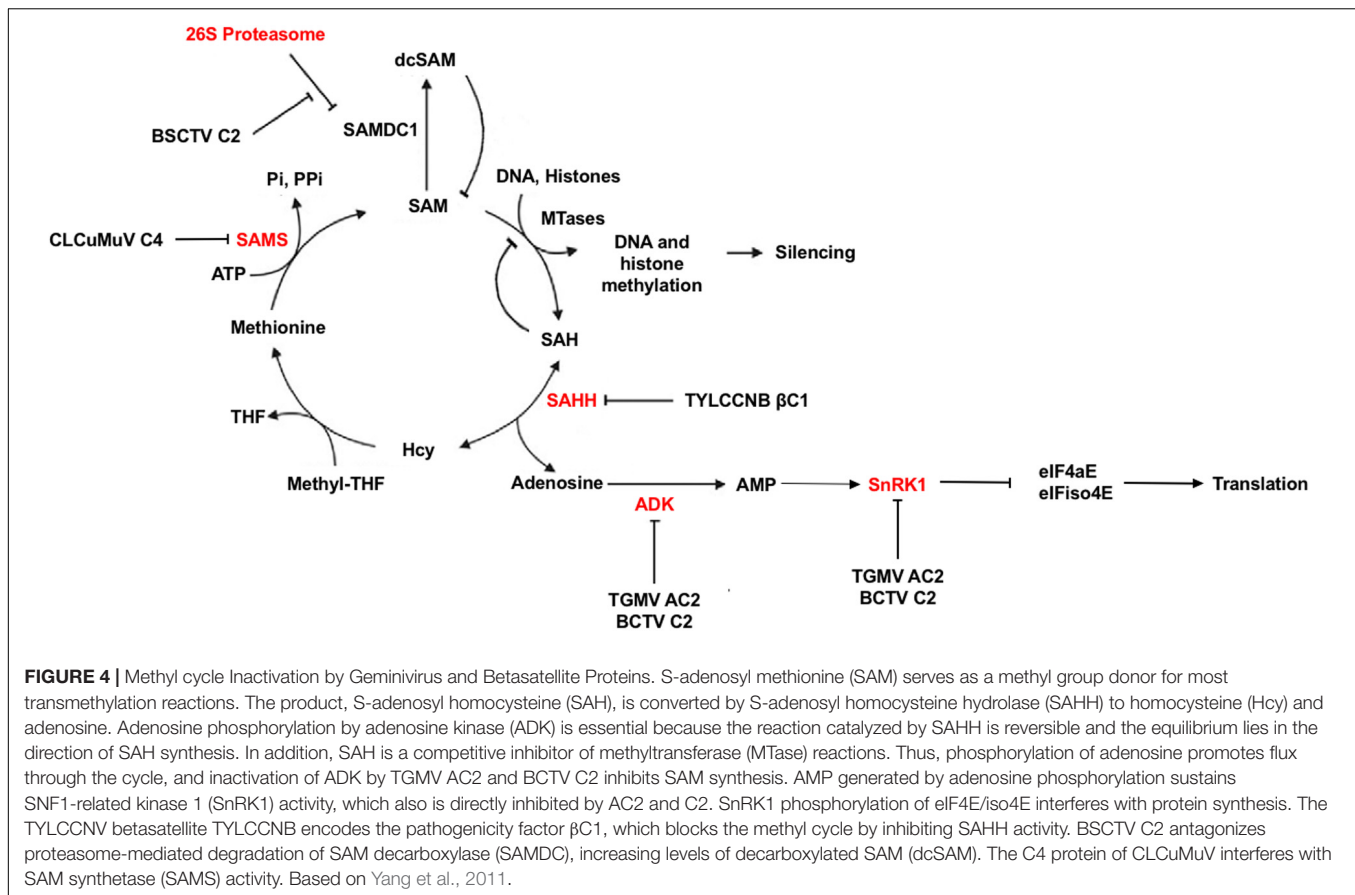 26S Proteasome
dcSAM
BSCTV C2
SAMDC1
Pi, PPi
SAM
DNA, Histones
MTases
CLCuMuV C4
SAMS
ATP
DNA and
histone
methylation
Silencing
Methionine
SAH
SAHH
TYLCCNB βC1
THF
Hcy
Methyl-THF
Adenosine
AMP
SnRK1
eIF4aE
eIFiso4E
Translation
ADK
TGMV AC2
BCTV C2
TGMV AC2
BCTV C2
FIGURE 4 | Methyl cycle Inactivation by Geminivirus and Betasatellite Proteins. S-adenosyl methionine (SAM) serves as a methyl group donor for most
transmethylation reactions. The product, S-adenosyl homocysteine (SAH), is converted by S-adenosyl homocysteine hydrolase (SAHH) to homocysteine (Hcy) and
adenosine. Adenosine phosphorylation by adenosine kinase (ADK) is essential because the reaction catalyzed by SAHH is reversible and the equilibrium lies in the
direction of SAH synthesis. In addition, SAH is a competitive inhibitor of methyltransferase (MTase) reactions. Thus, phosphorylation of adenosine promotes flux
through the cycle, and inactivation of ADK by TGMV AC2 and BCTV C2 inhibits SAM synthesis. AMP generated by adenosine phosphorylation sustains
SNF1-related kinase 1 (SnRK1) activity, which also is directly inhibited by AC2 and C2. SnRK1 phosphorylation of eIF4E/iso4E interferes with protein synthesis. The
TYLCCNV betasatellite TYLCCNB encodes the pathogenicity factor βC1, which blocks the methyl cycle by inhibiting SAHH activity. BSCTV C2 antagonizes
proteasome-mediated degradation of SAM decarboxylase (SAMDC), increasing levels of decarboxylated SAM (dcSAM). The C4 protein of CLCuMuV interferes with
SAM synthetase (SAMS) activity. Based on Yang et al., 2011.